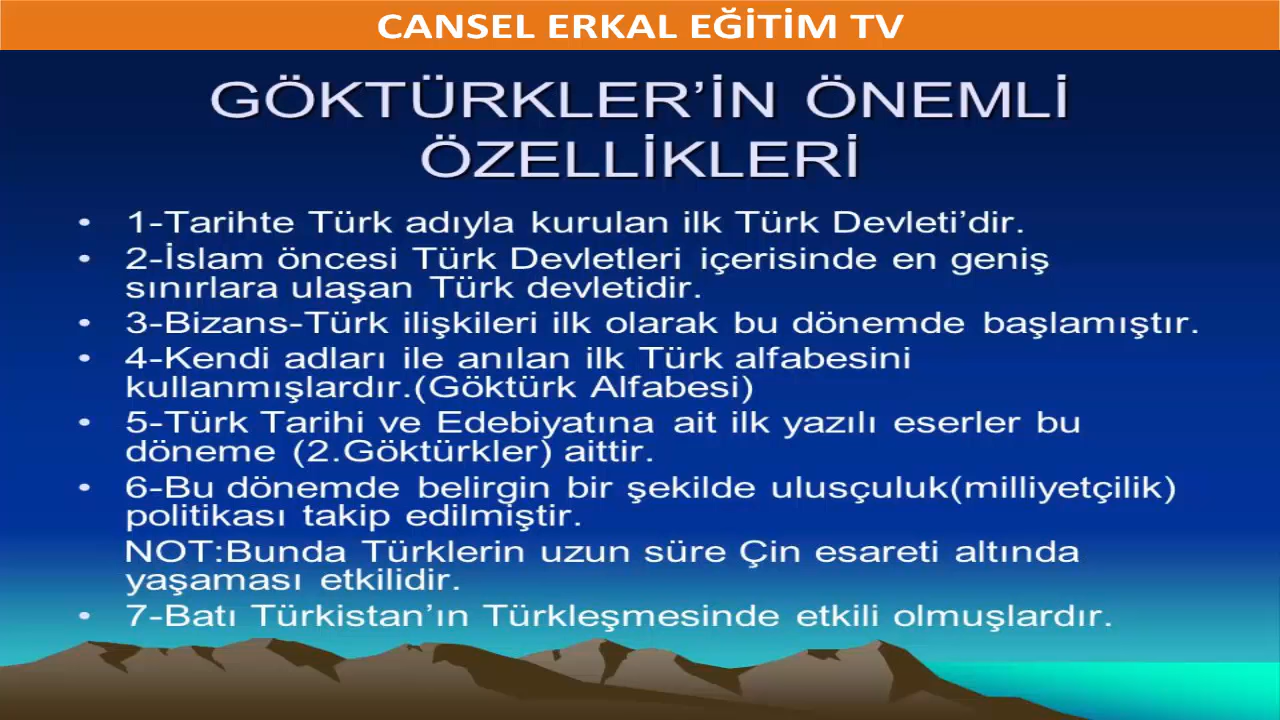 CANSEL ERKAL EĞİTİM TV
GÖKTÜRKLER'İN ÖNEMLİ
ÖZELLİKLERİ
• 1-Tarihte Türk adıyla kurulan ilk Türk Devleti'dir.
• 2-İslam öncesi Türk Devletleri içerisinde en geniş
sınırlara ulaşan Türk devletidir.
• 3-Bizans-Türk ilişkileri ilk olarak bu dönemde başlamıştır.
• 4-Kendi adları ile anılan ilk Türk alfabesini
kullanmışlardır.(Göktürk Alfabesi)
• 5-Türk Tarihi ve Edebiyatına ait ilk yazılı eserler bu
döneme (2.Göktürkler) aittir.
• 6-Bu dönemde belirgin bir şekilde ulusçuluk(milliyetçilik)
politikası takip edilmiştir.
NOT:Bunda Türklerin uzun süre Çin esareti altında
yaşaması etkilidir.
• 7-Batı Türkistan'ın Türkleşmesinde etkili olmuşlardır.